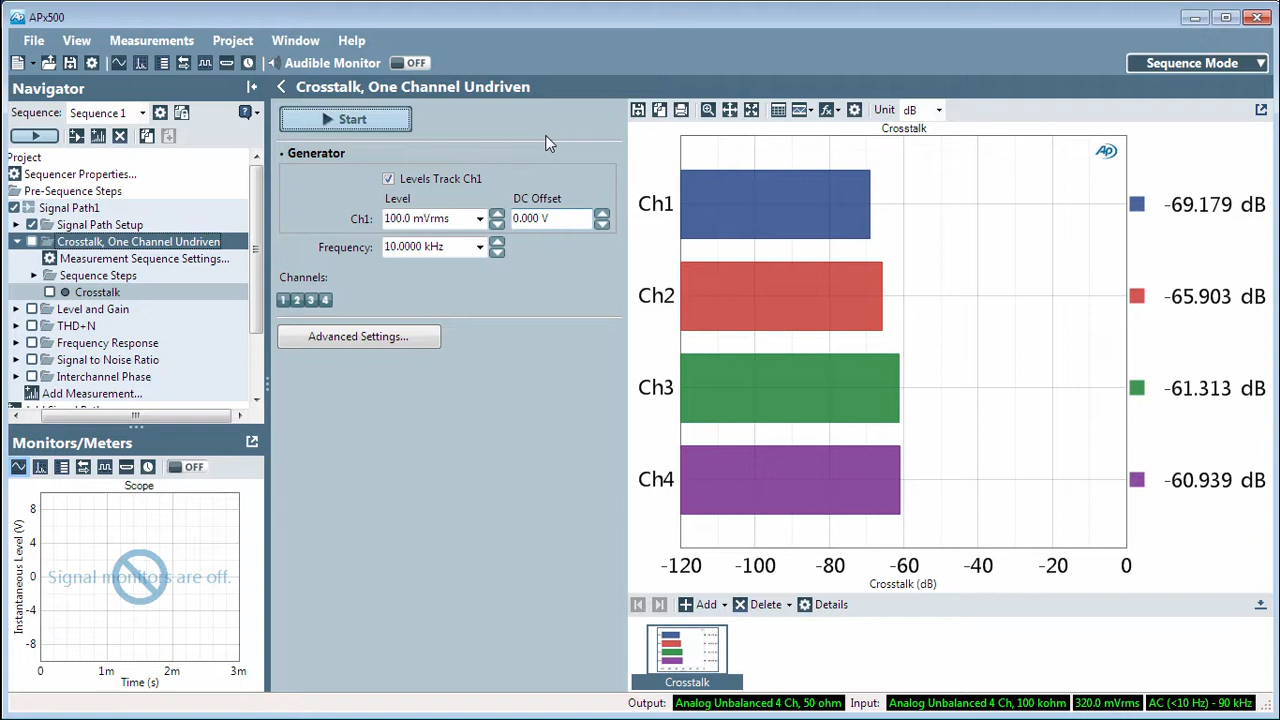 APx500
File View Measurements Project Window Help
Audible Monitor OFF
Sequence Mode
Navigator
Crosstalk, One Channel Undriven
Sequence: Sequence 1
Start
Unit dB
Crosstalk
Project
Sequencer Properties...
Pre-Sequence Steps
Signal Path1
Signal Path Setup
Crosstalk, One Channel Undriven
Measurement Sequence Settings...
Sequence Steps
Crosstalk
Level and Gain
THD+N
Frequency Response
Signal to Noise Ratio
Interchannel Phase
Add Measurement...
Generator
Levels Track Ch1
Level DC Offset
Ch1: 100.0 mVrms 0.000 V
Frequency: 10.0000 kHz
Channels:
1 2 3 4
Advanced Settings...
AP
Ch1 -69.179 dB
Ch2 -65.903 dB
Ch3 -61.313 dB
Ch4 -60.939 dB
-120 -100 -80 -60 -40 -20 0
Crosstalk (dB)
Add Delete Details
Crosstalk
Monitors/Meters
OFF
Scope
Instantaneous Level (V)
8
4
0
-4
-8
Signal monitors are off.
0 1m 2m 3m
Time (s)
Output: Analog Unbalanced 4 Ch, 50 ohm Input: Analog Unbalanced 4 Ch, 100 kohm 320.0 mVrms AC (<10 Hz) - 90 kHz